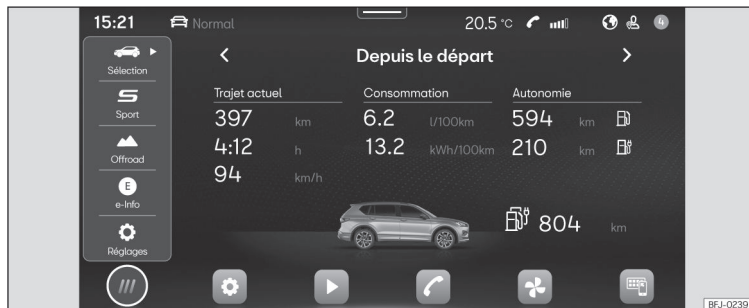 15:21 Normal 20.5 °C 4
Depuis le départ
Sélection
Sport
Offroad
E
e-Info
Réglages
Trajet actuel Consommation Autonomie
397 km 6.2 l/100km 594 km
4:12 h 13.2 kWh/100km 210 km
94 km/h
804 km
BFJ-0239